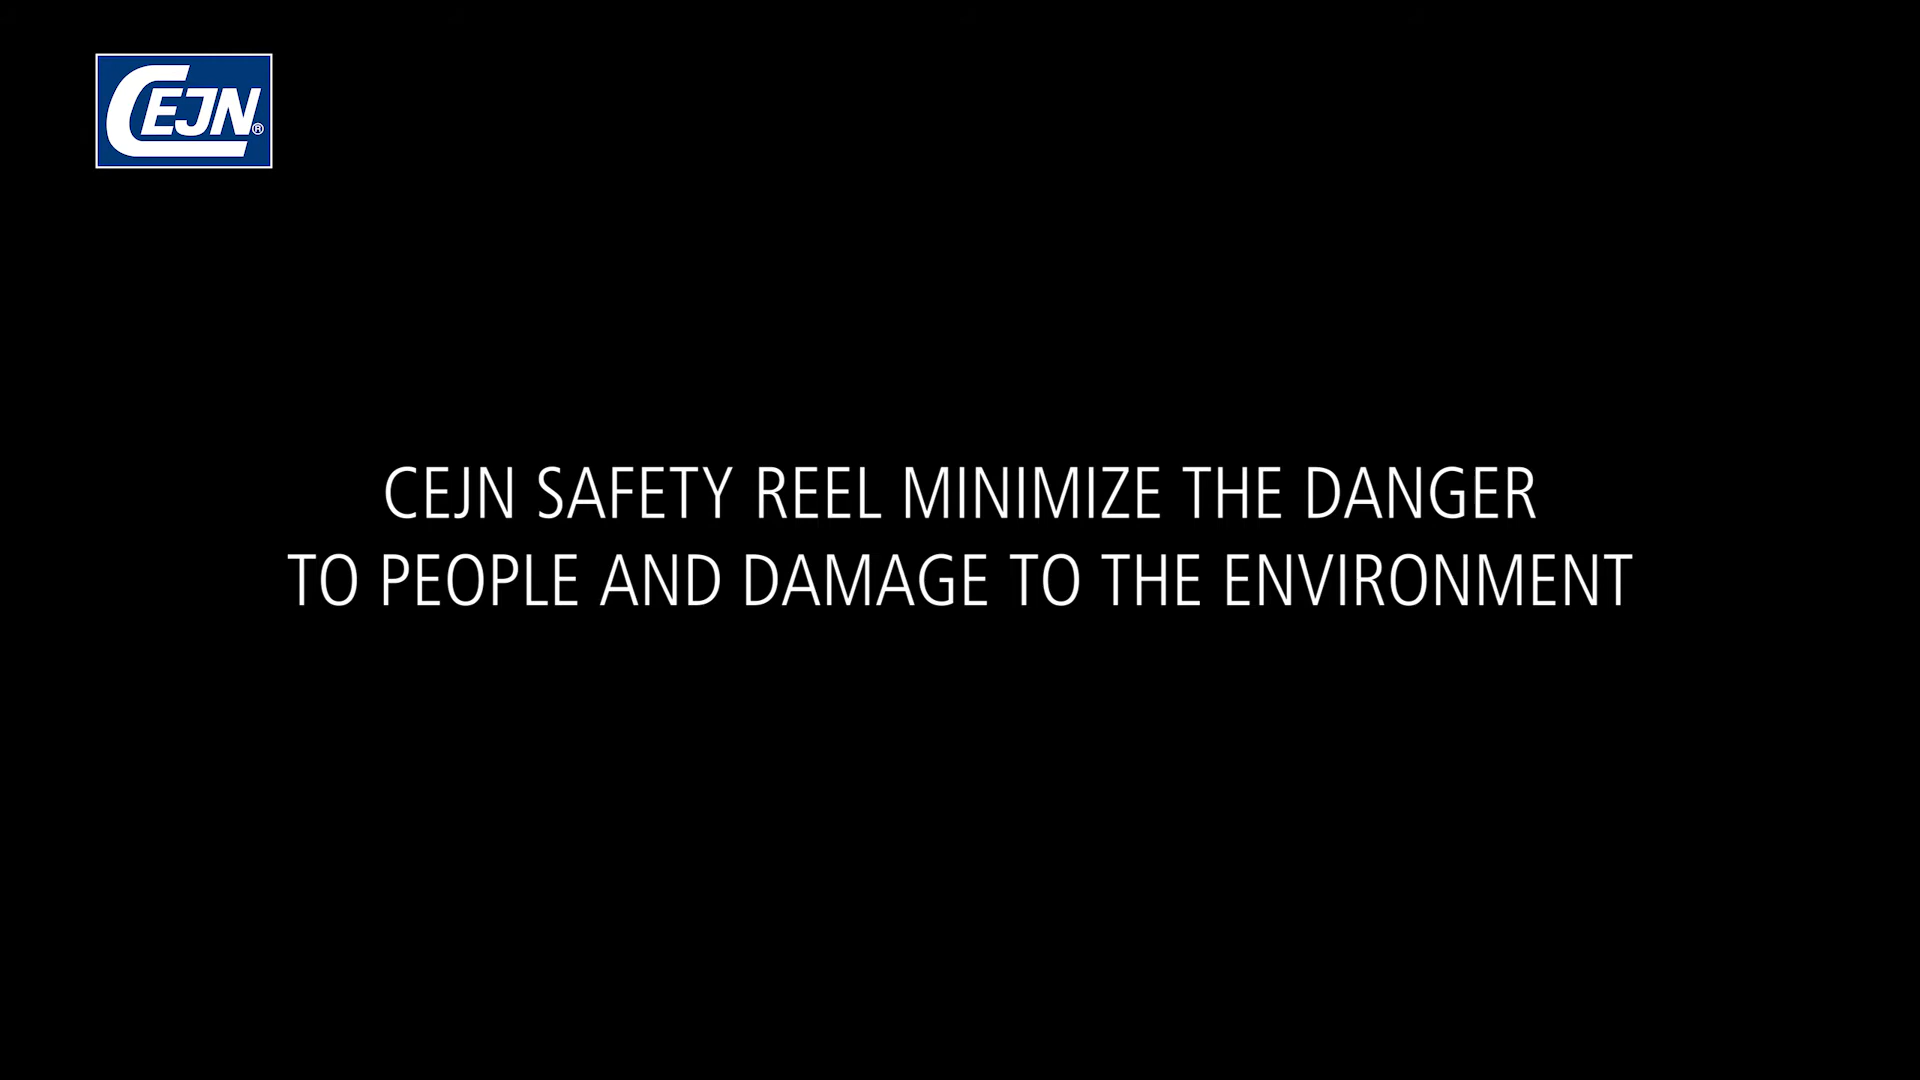 CEJN®
CEJN SAFETY REEL MINIMIZE THE DANGER
TO PEOPLE AND DAMAGE TO THE ENVIRONMENT